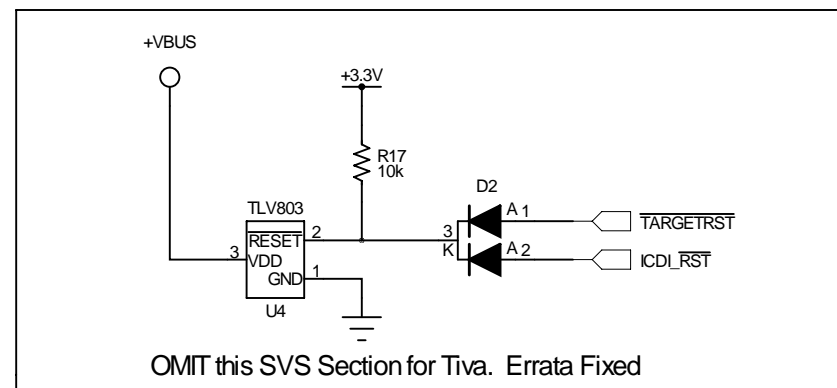 +VBUS
+3.3V
R17
10k
TLV803
RESET
2
3
VDD
GND
1
U4
D2
3
K
A
1
A
2
TARGETRST
ICDI_RST
OMIT this SVS Section for Tiva. Errata Fixed